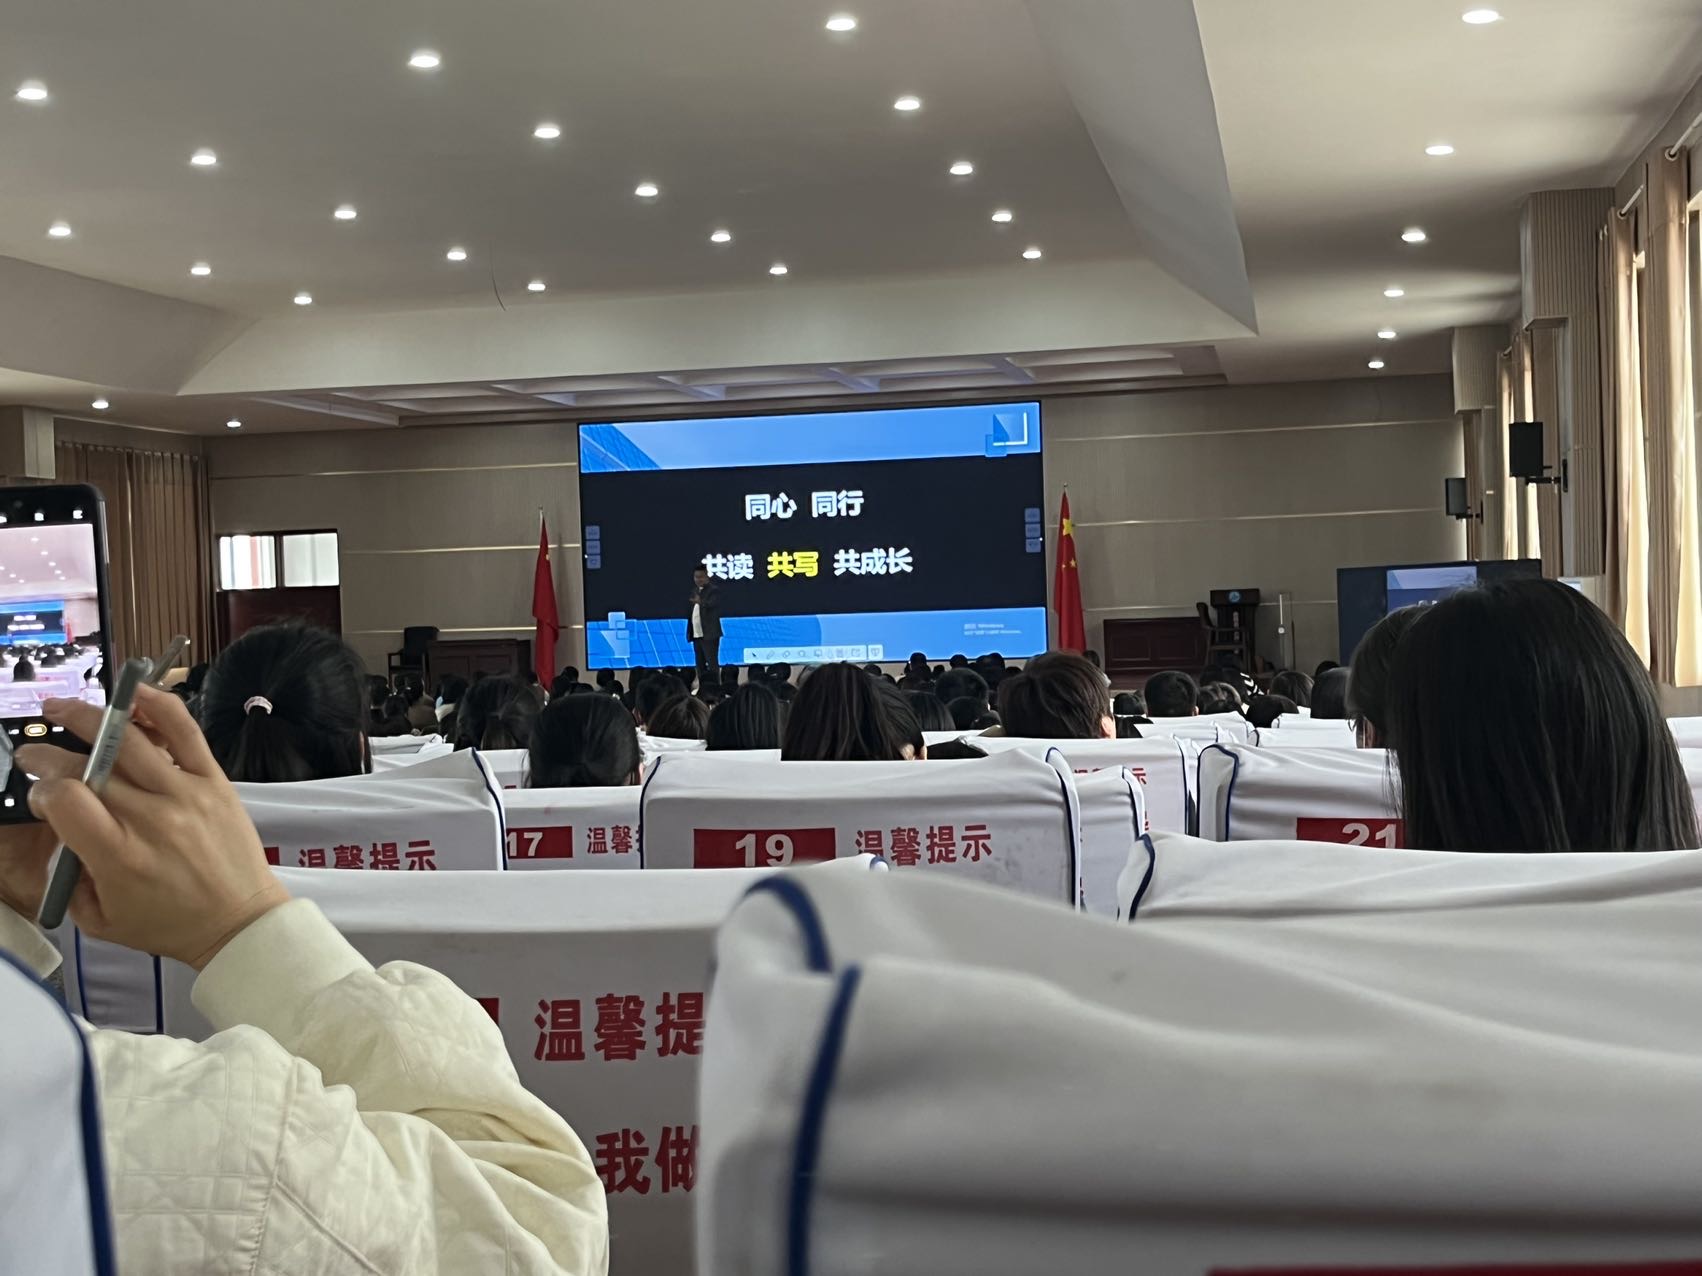 同心 同行
共读 共写 共成长
温馨提示
17 温馨
19 温馨提示
21
温馨提
我做